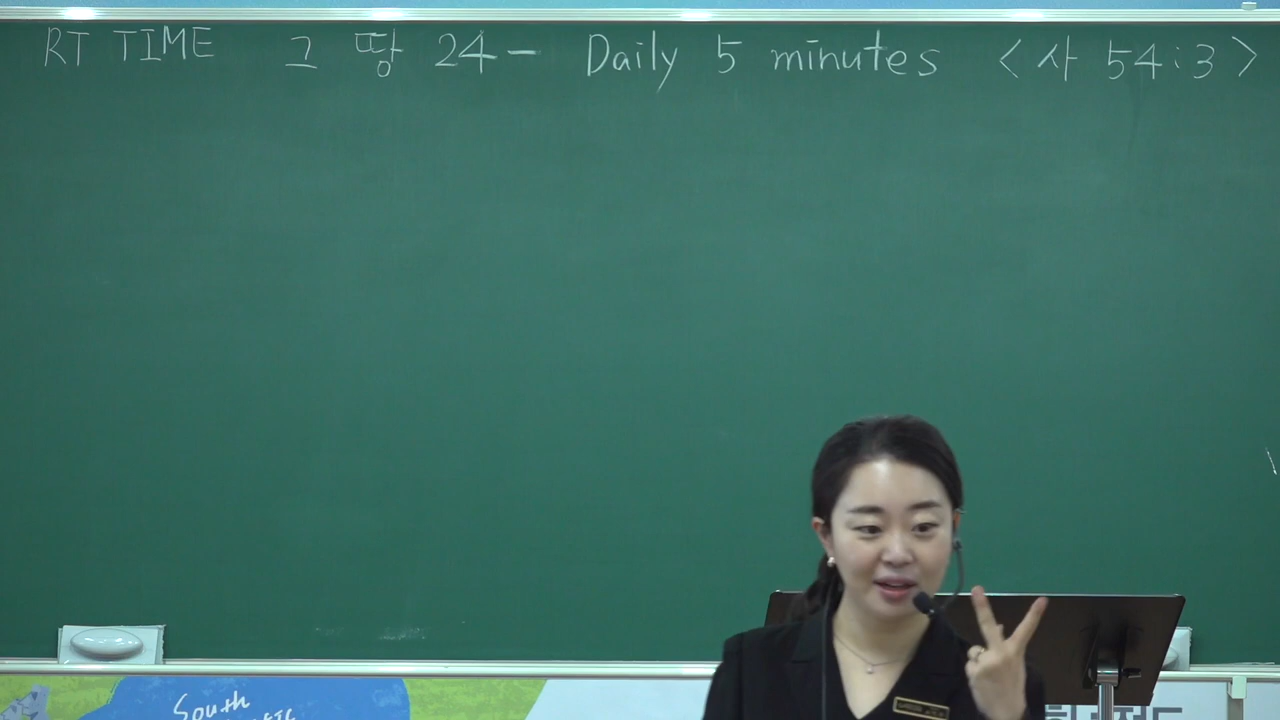 RT TIME 그 땅 24- Daily 5 minutes <사 54:3>
South